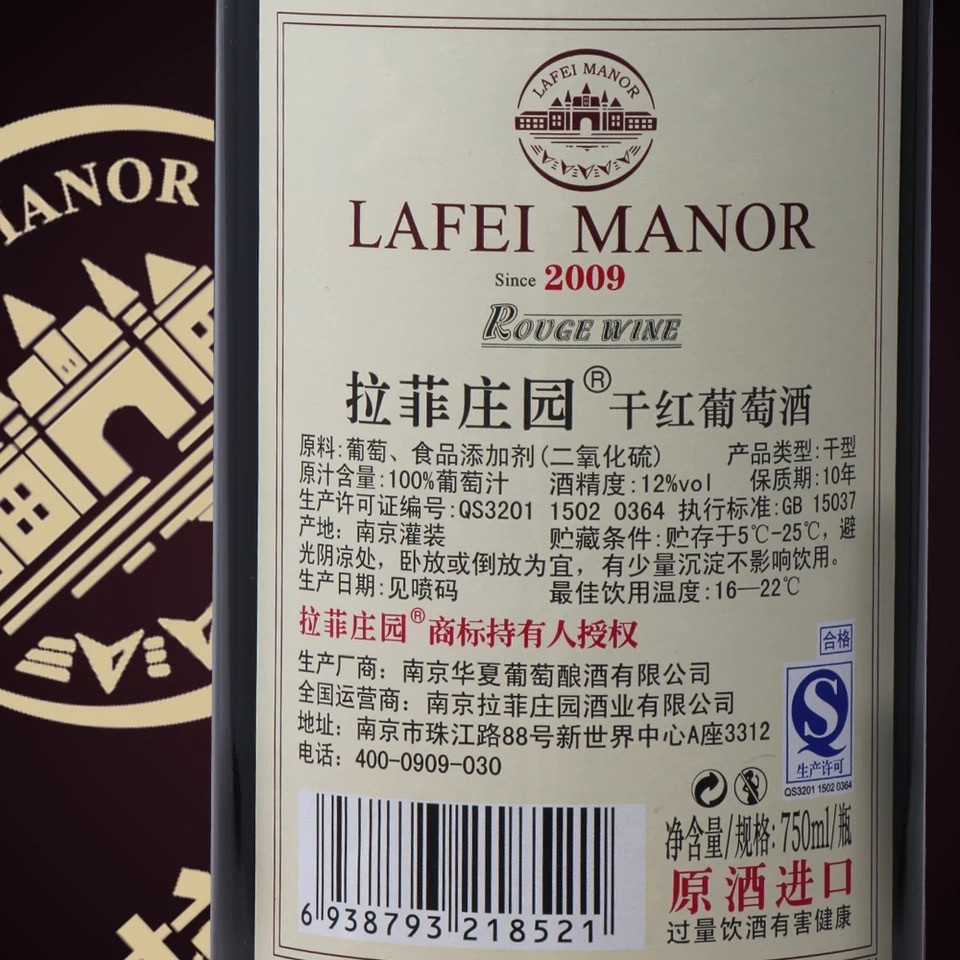 MANOR
LAFEI MANOR
LAFEI MANOR
Since 2009
ROUGE WINE
拉菲庄园®干红葡萄酒
原料:葡萄、食品添加剂(二氧化硫) 产品类型:干型
原汁含量:100%葡萄汁 酒精度:12%vol 保质期:10年
生产许可证编号:QS3201 1502 0364 执行标准:GB 15037
产地:南京灌装 贮藏条件:贮存于5℃-25℃,避
光阴凉处,卧放或倒放为宜,有少量沉淀不影响饮用。
生产日期:见喷码 最佳饮用温度:16—22℃
拉菲庄园®商标持有人授权
生产厂商:南京华夏葡萄酿酒有限公司
全国运营商:南京拉菲庄园酒业有限公司
地址:南京市珠江路88号新世界中心A座3312
电话:400-0909-030
合格
生产许可
QS3201 1502 0364
净含量/规格:750ml/瓶
原酒进口
过量饮酒有害健康
6 938793 218521